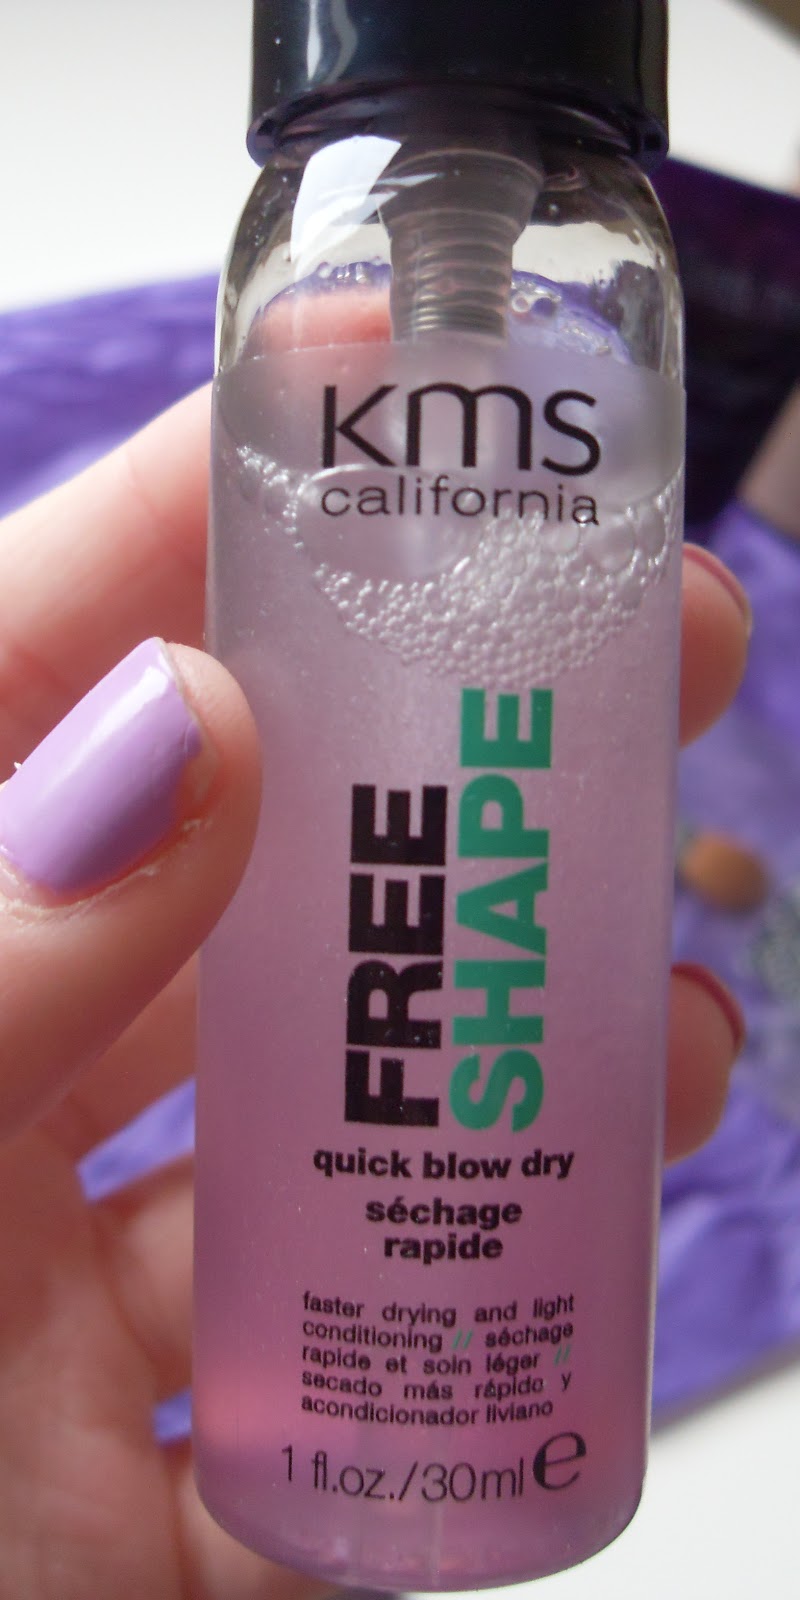 kms
california
FREE
SHAPE
quick blow dry
séchage
rapide
faster drying and light
conditioning // séchage
rapide et soin léger //
secado más rápido y
acondicionador liviano
1 fl.oz./30ml ℮